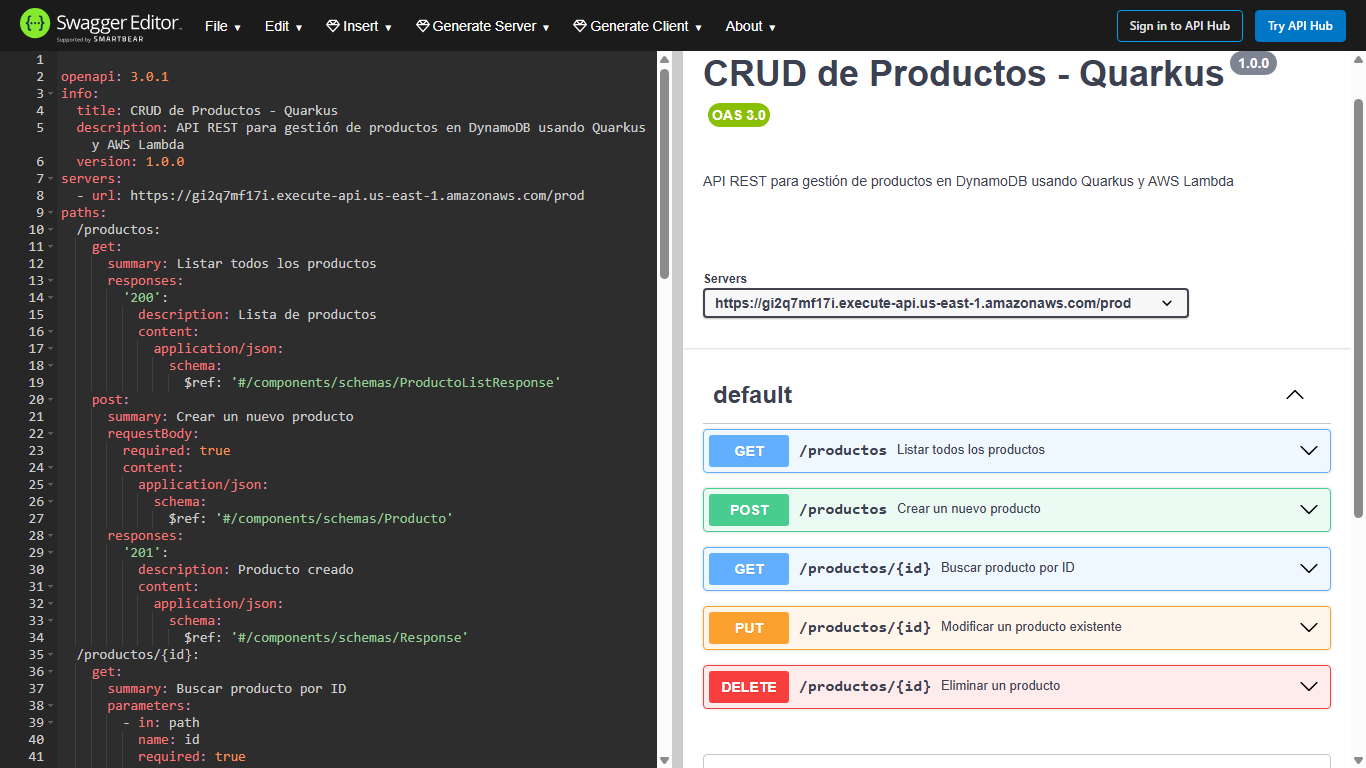 Swagger Editor
Supported by SMARTBEAR
File Edit Insert Generate Server Generate Client About
Sign in to API Hub
Try API Hub
1
2 openapi: 3.0.1
3 info:
4 title: CRUD de Productos - Quarkus
5 description: API REST para gestión de productos en DynamoDB usando Quarkus
y AWS Lambda
6 version: 1.0.0
7 servers:
8 - url: https://gi2q7mf17i.execute-api.us-east-1.amazonaws.com/prod
9 paths:
10 /productos:
11 get:
12 summary: Listar todos los productos
13 responses:
14 '200':
15 description: Lista de productos
16 content:
17 application/json:
18 schema:
19 $ref: '#/components/schemas/ProductoListResponse'
20 post:
21 summary: Crear un nuevo producto
22 requestBody:
23 required: true
24 content:
25 application/json:
26 schema:
27 $ref: '#/components/schemas/Producto'
28 responses:
29 '201':
30 description: Producto creado
31 content:
32 application/json:
33 schema:
34 $ref: '#/components/schemas/Response'
35 /productos/{id}:
36 get:
37 summary: Buscar producto por ID
38 parameters:
39 - in: path
40 name: id
41 required: true
CRUD de Productos - Quarkus 1.0.0
OAS 3.0
API REST para gestión de productos en DynamoDB usando Quarkus y AWS Lambda
Servers
https://gi2q7mf17i.execute-api.us-east-1.amazonaws.com/prod
default
GET /productos Listar todos los productos
POST /productos Crear un nuevo producto
GET /productos/{id} Buscar producto por ID
PUT /productos/{id} Modificar un producto existente
DELETE /productos/{id} Eliminar un producto